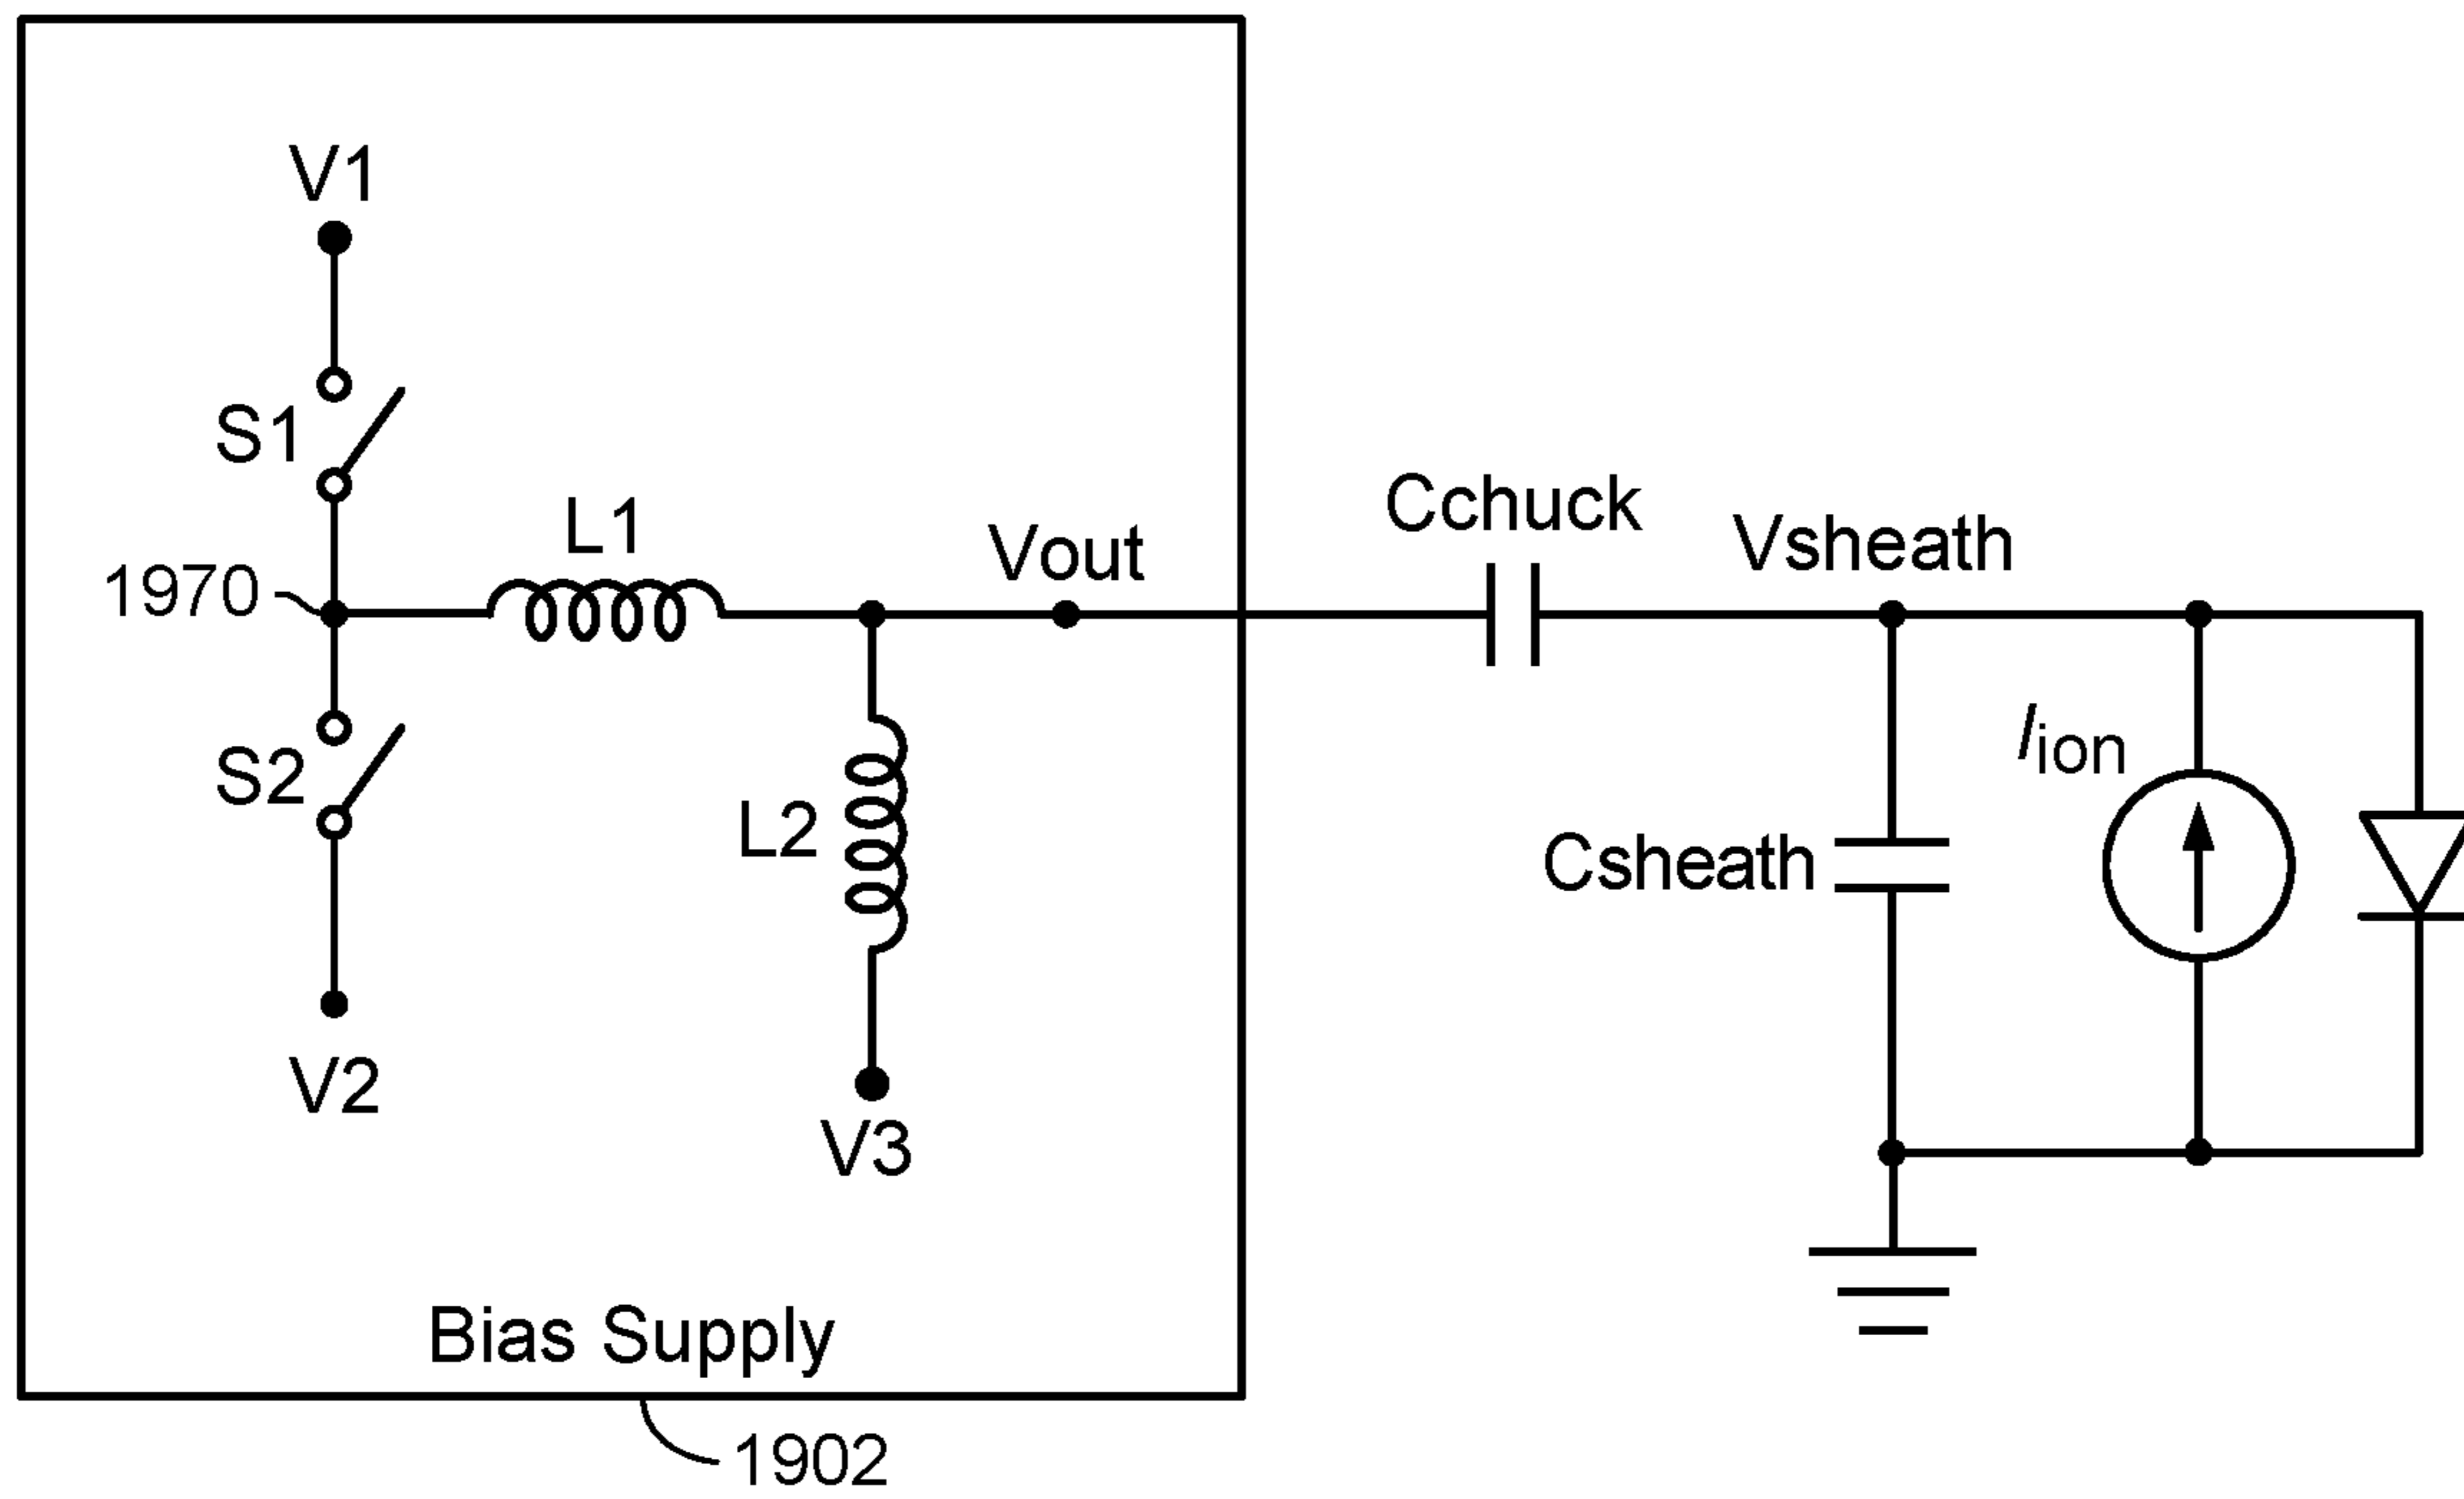 V1
S1
L1
1970
Vout
Cchuck
Vsheath
S2
L2
Iion
Csheath
V2
V3
Bias Supply
1902